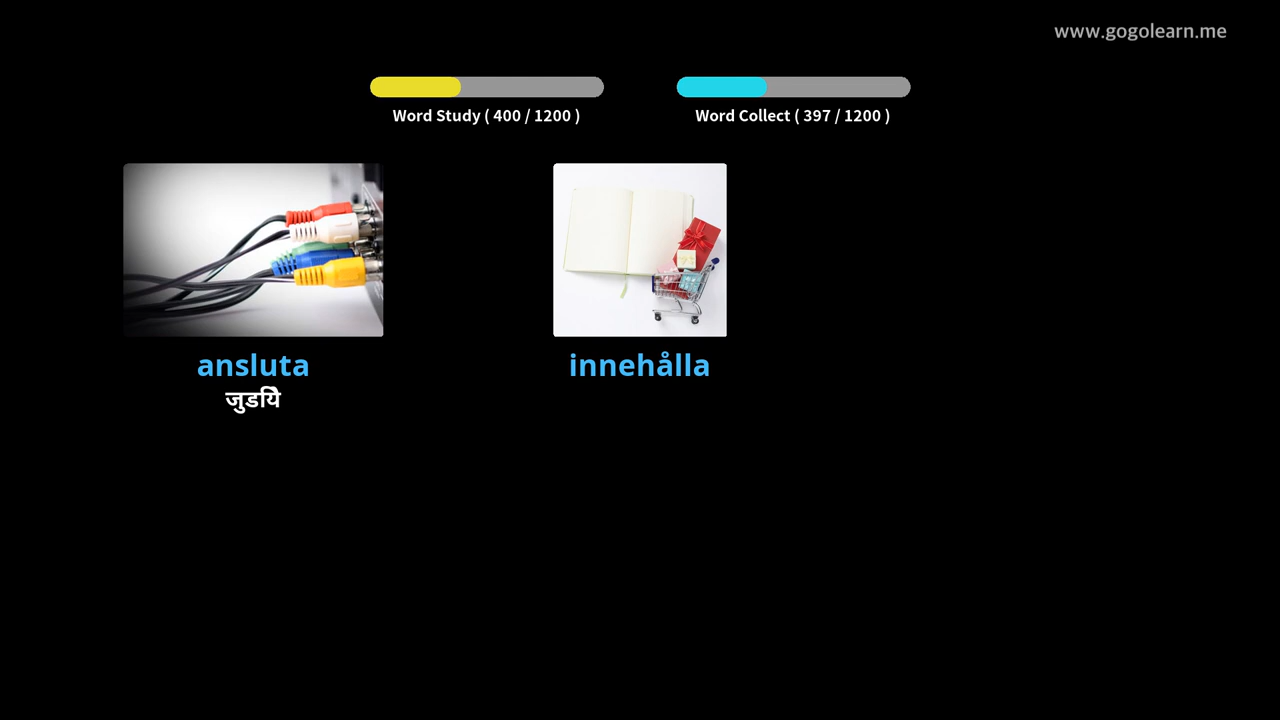 www.gogolearn.me
Word Study ( 400 / 1200 )
Word Collect ( 397 / 1200 )
ansluta
innehålla
जुडयिे